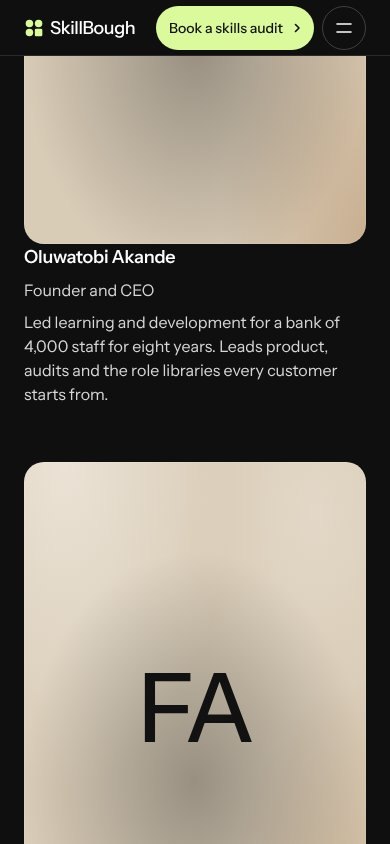 SkillBough
Book a skills audit
Oluwatobi Akande
Founder and CEO
Led learning and development for a bank of
4,000 staff for eight years. Leads product,
audits and the role libraries every customer
starts from.
FA